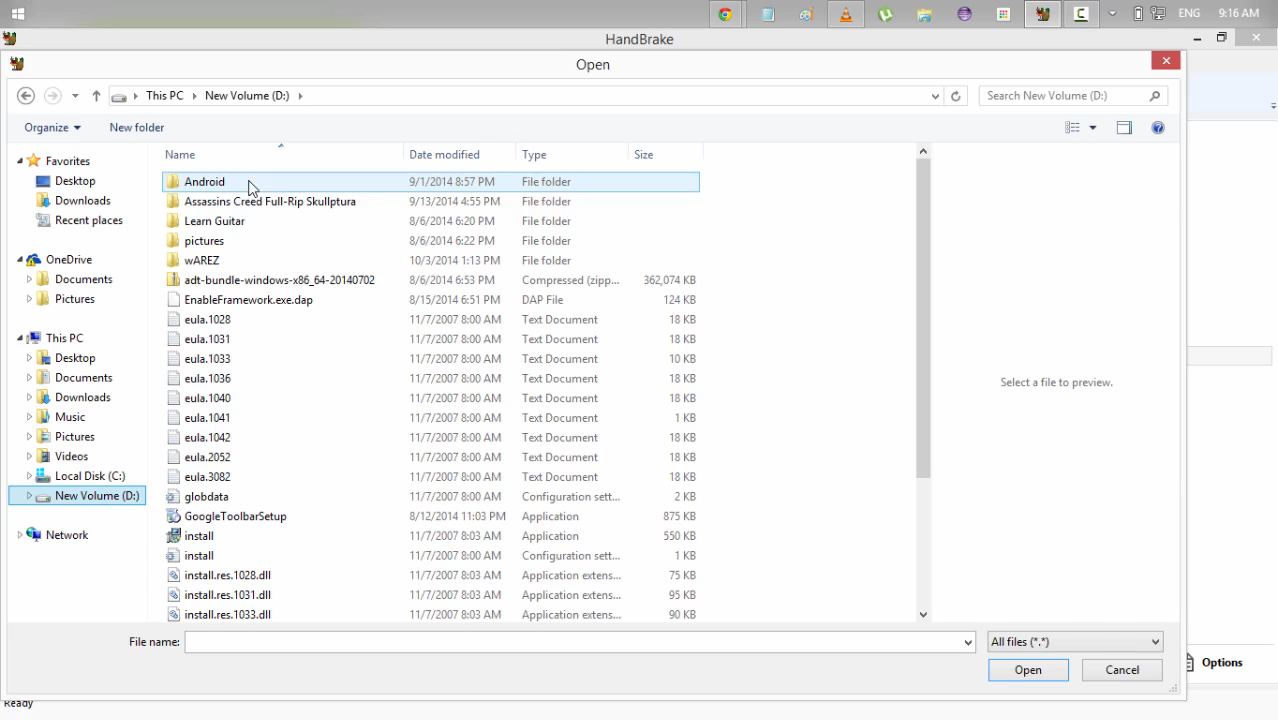 ENG 9:16 AM
HandBrake
Open
This PC New Volume (D:) Search New Volume (D:)
Organize New folder
Name Date modified Type Size
Favorites
Desktop
Downloads
Recent places
OneDrive
Documents
Pictures
This PC
Desktop
Documents
Downloads
Music
Pictures
Videos
Local Disk (C:)
New Volume (D:)
Network
Android 9/1/2014 8:57 PM File folder
Assassins Creed Full-Rip Skullptura 9/13/2014 4:55 PM File folder
Learn Guitar 8/6/2014 6:20 PM File folder
pictures 8/6/2014 6:22 PM File folder
wAREZ 10/3/2014 1:13 PM File folder
adt-bundle-windows-x86_64-20140702 8/6/2014 6:53 PM Compressed (zipp... 362,074 KB
EnableFramework.exe.dap 8/15/2014 6:51 PM DAP File 124 KB
eula.1028 11/7/2007 8:00 AM Text Document 18 KB
eula.1031 11/7/2007 8:00 AM Text Document 18 KB
eula.1033 11/7/2007 8:00 AM Text Document 10 KB
eula.1036 11/7/2007 8:00 AM Text Document 18 KB
eula.1040 11/7/2007 8:00 AM Text Document 18 KB
eula.1041 11/7/2007 8:00 AM Text Document 1 KB
eula.1042 11/7/2007 8:00 AM Text Document 18 KB
eula.2052 11/7/2007 8:00 AM Text Document 18 KB
eula.3082 11/7/2007 8:00 AM Text Document 18 KB
globdata 11/7/2007 8:00 AM Configuration sett... 2 KB
GoogleToolbarSetup 8/12/2014 11:03 PM Application 875 KB
install 11/7/2007 8:03 AM Application 550 KB
install 11/7/2007 8:00 AM Configuration sett... 1 KB
install.res.1028.dll 11/7/2007 8:03 AM Application extens... 75 KB
install.res.1031.dll 11/7/2007 8:03 AM Application extens... 95 KB
install.res.1033.dll 11/7/2007 8:03 AM Application extens... 90 KB
Select a file to preview.
File name: All files (*.*)
Open Cancel
Options
Ready